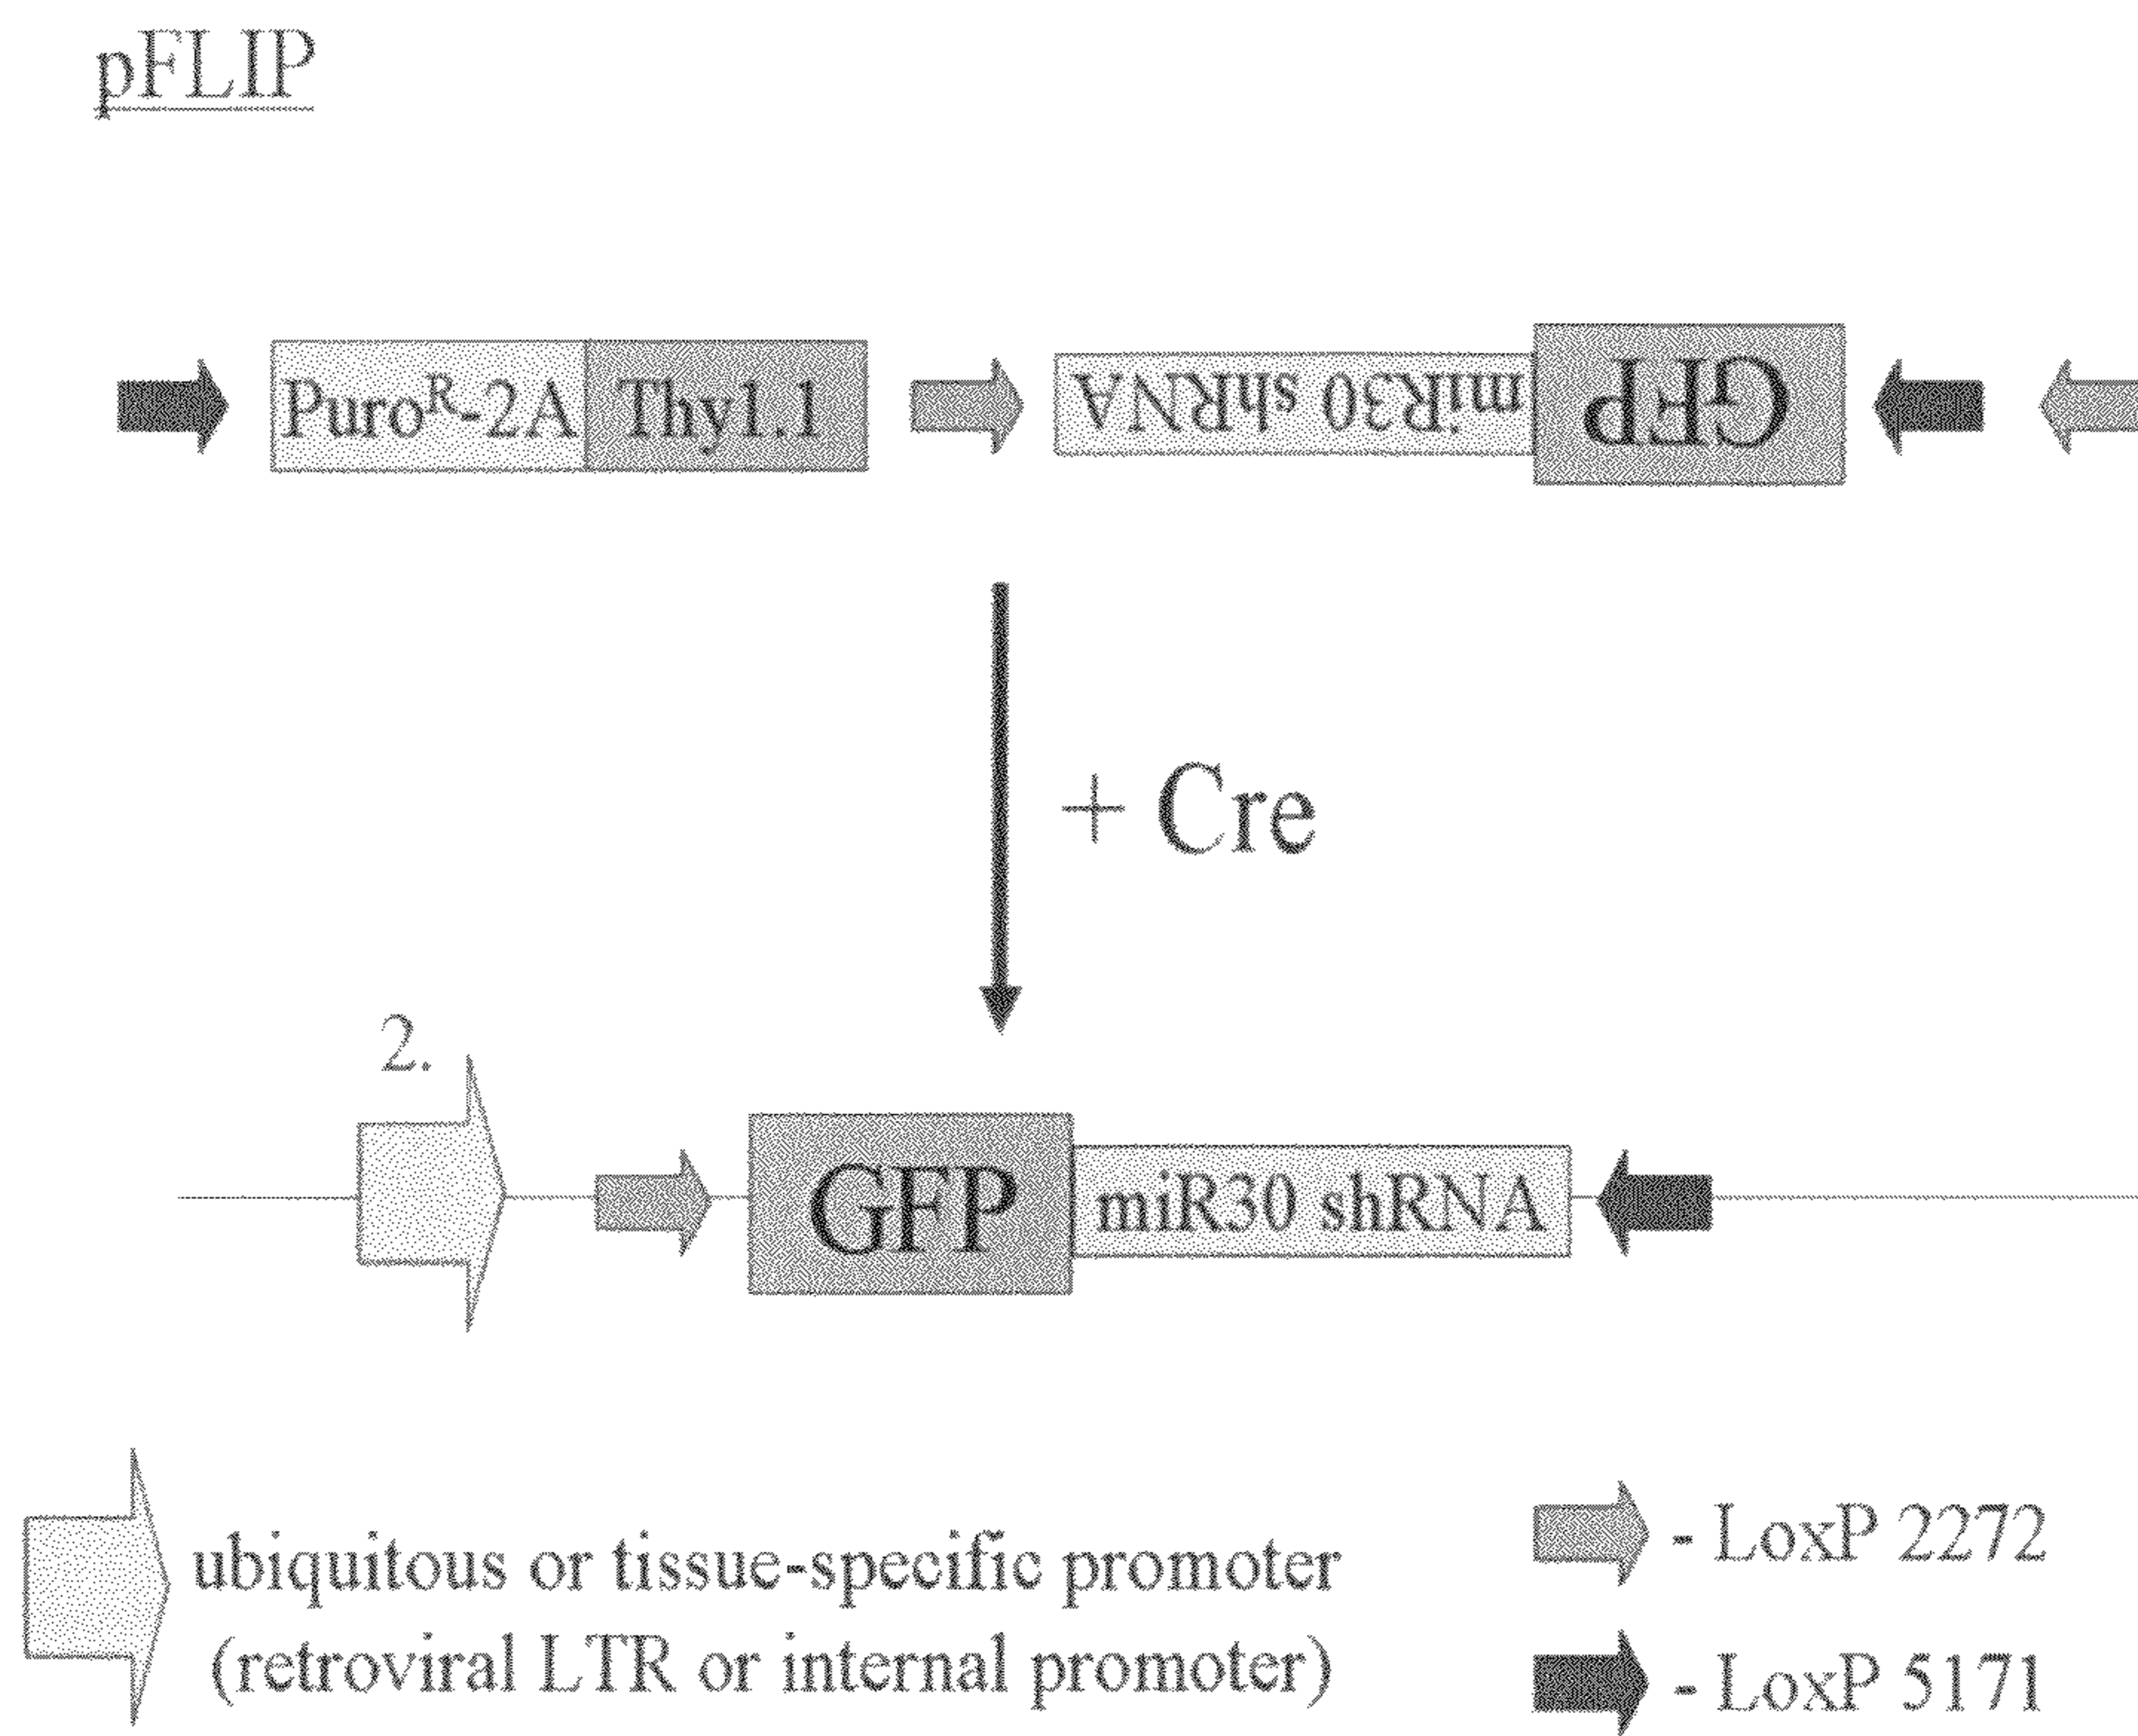 pFLIP
Puro^R-2A Thy1.1 miR30 shRNA GFP
+ Cre
2.
GFP miR30 shRNA
ubiquitous or tissue-specific promoter
(retroviral LTR or internal promoter)
- LoxP 2272
- LoxP 5171